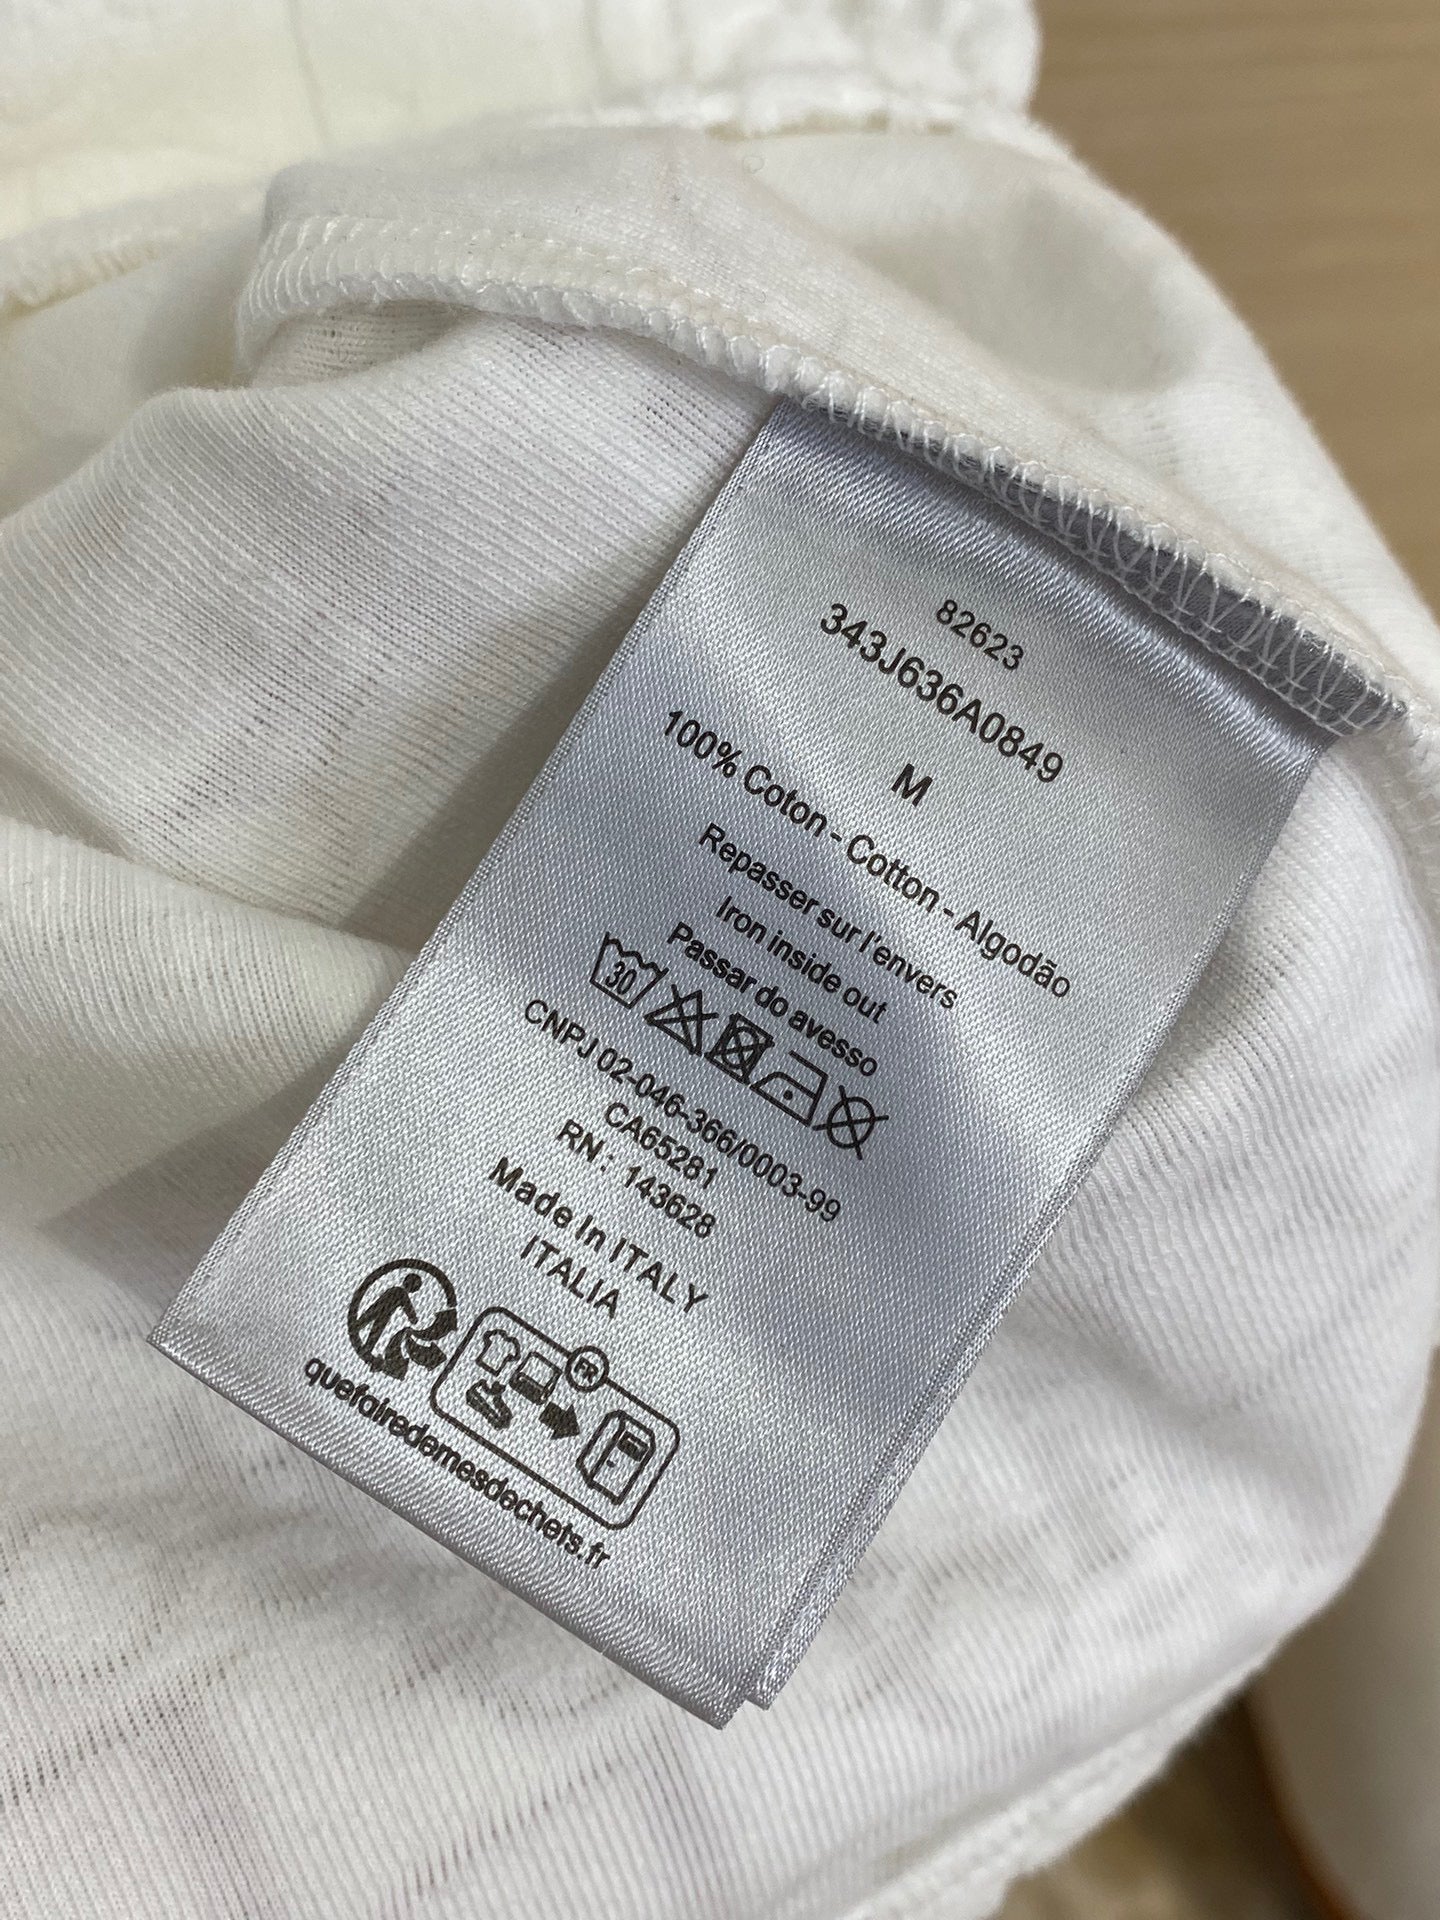 82623
343J636A0849
M
100% Coton - Cotton - Algodão
Repasser sur l'envers
Iron inside out
Passar do avesso
30
CNPJ 02-046-366/0003-99
CA65281
RN : 143628
Made In ITALY
ITALIA
FR
quefairedemesdechets.fr